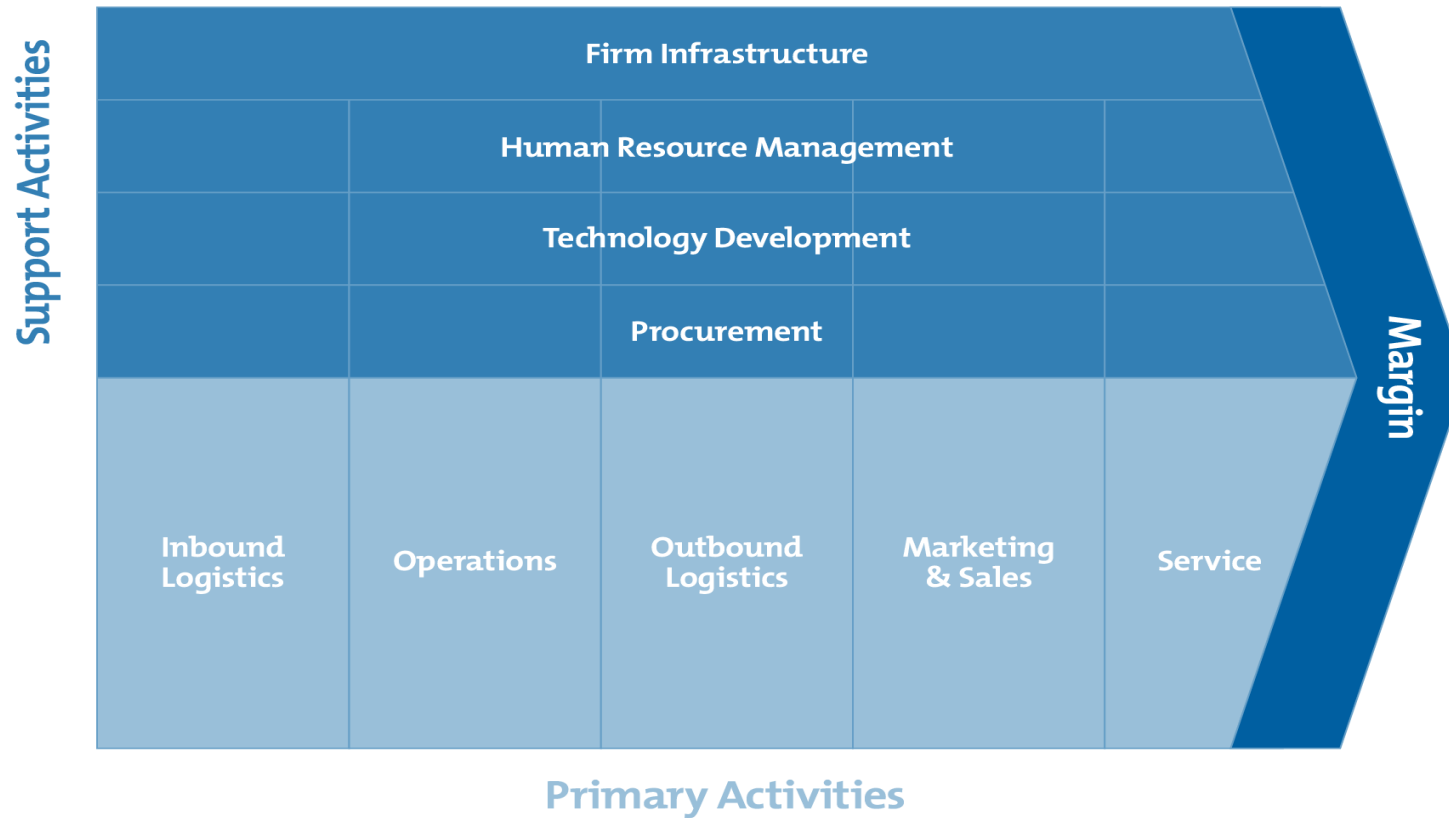 Support Activities
Firm Infrastructure
Human Resource Management
Technology Development
Procurement
Margin
Inbound
Logistics
Operations
Outbound
Logistics
Marketing
& Sales
Service
Primary Activities